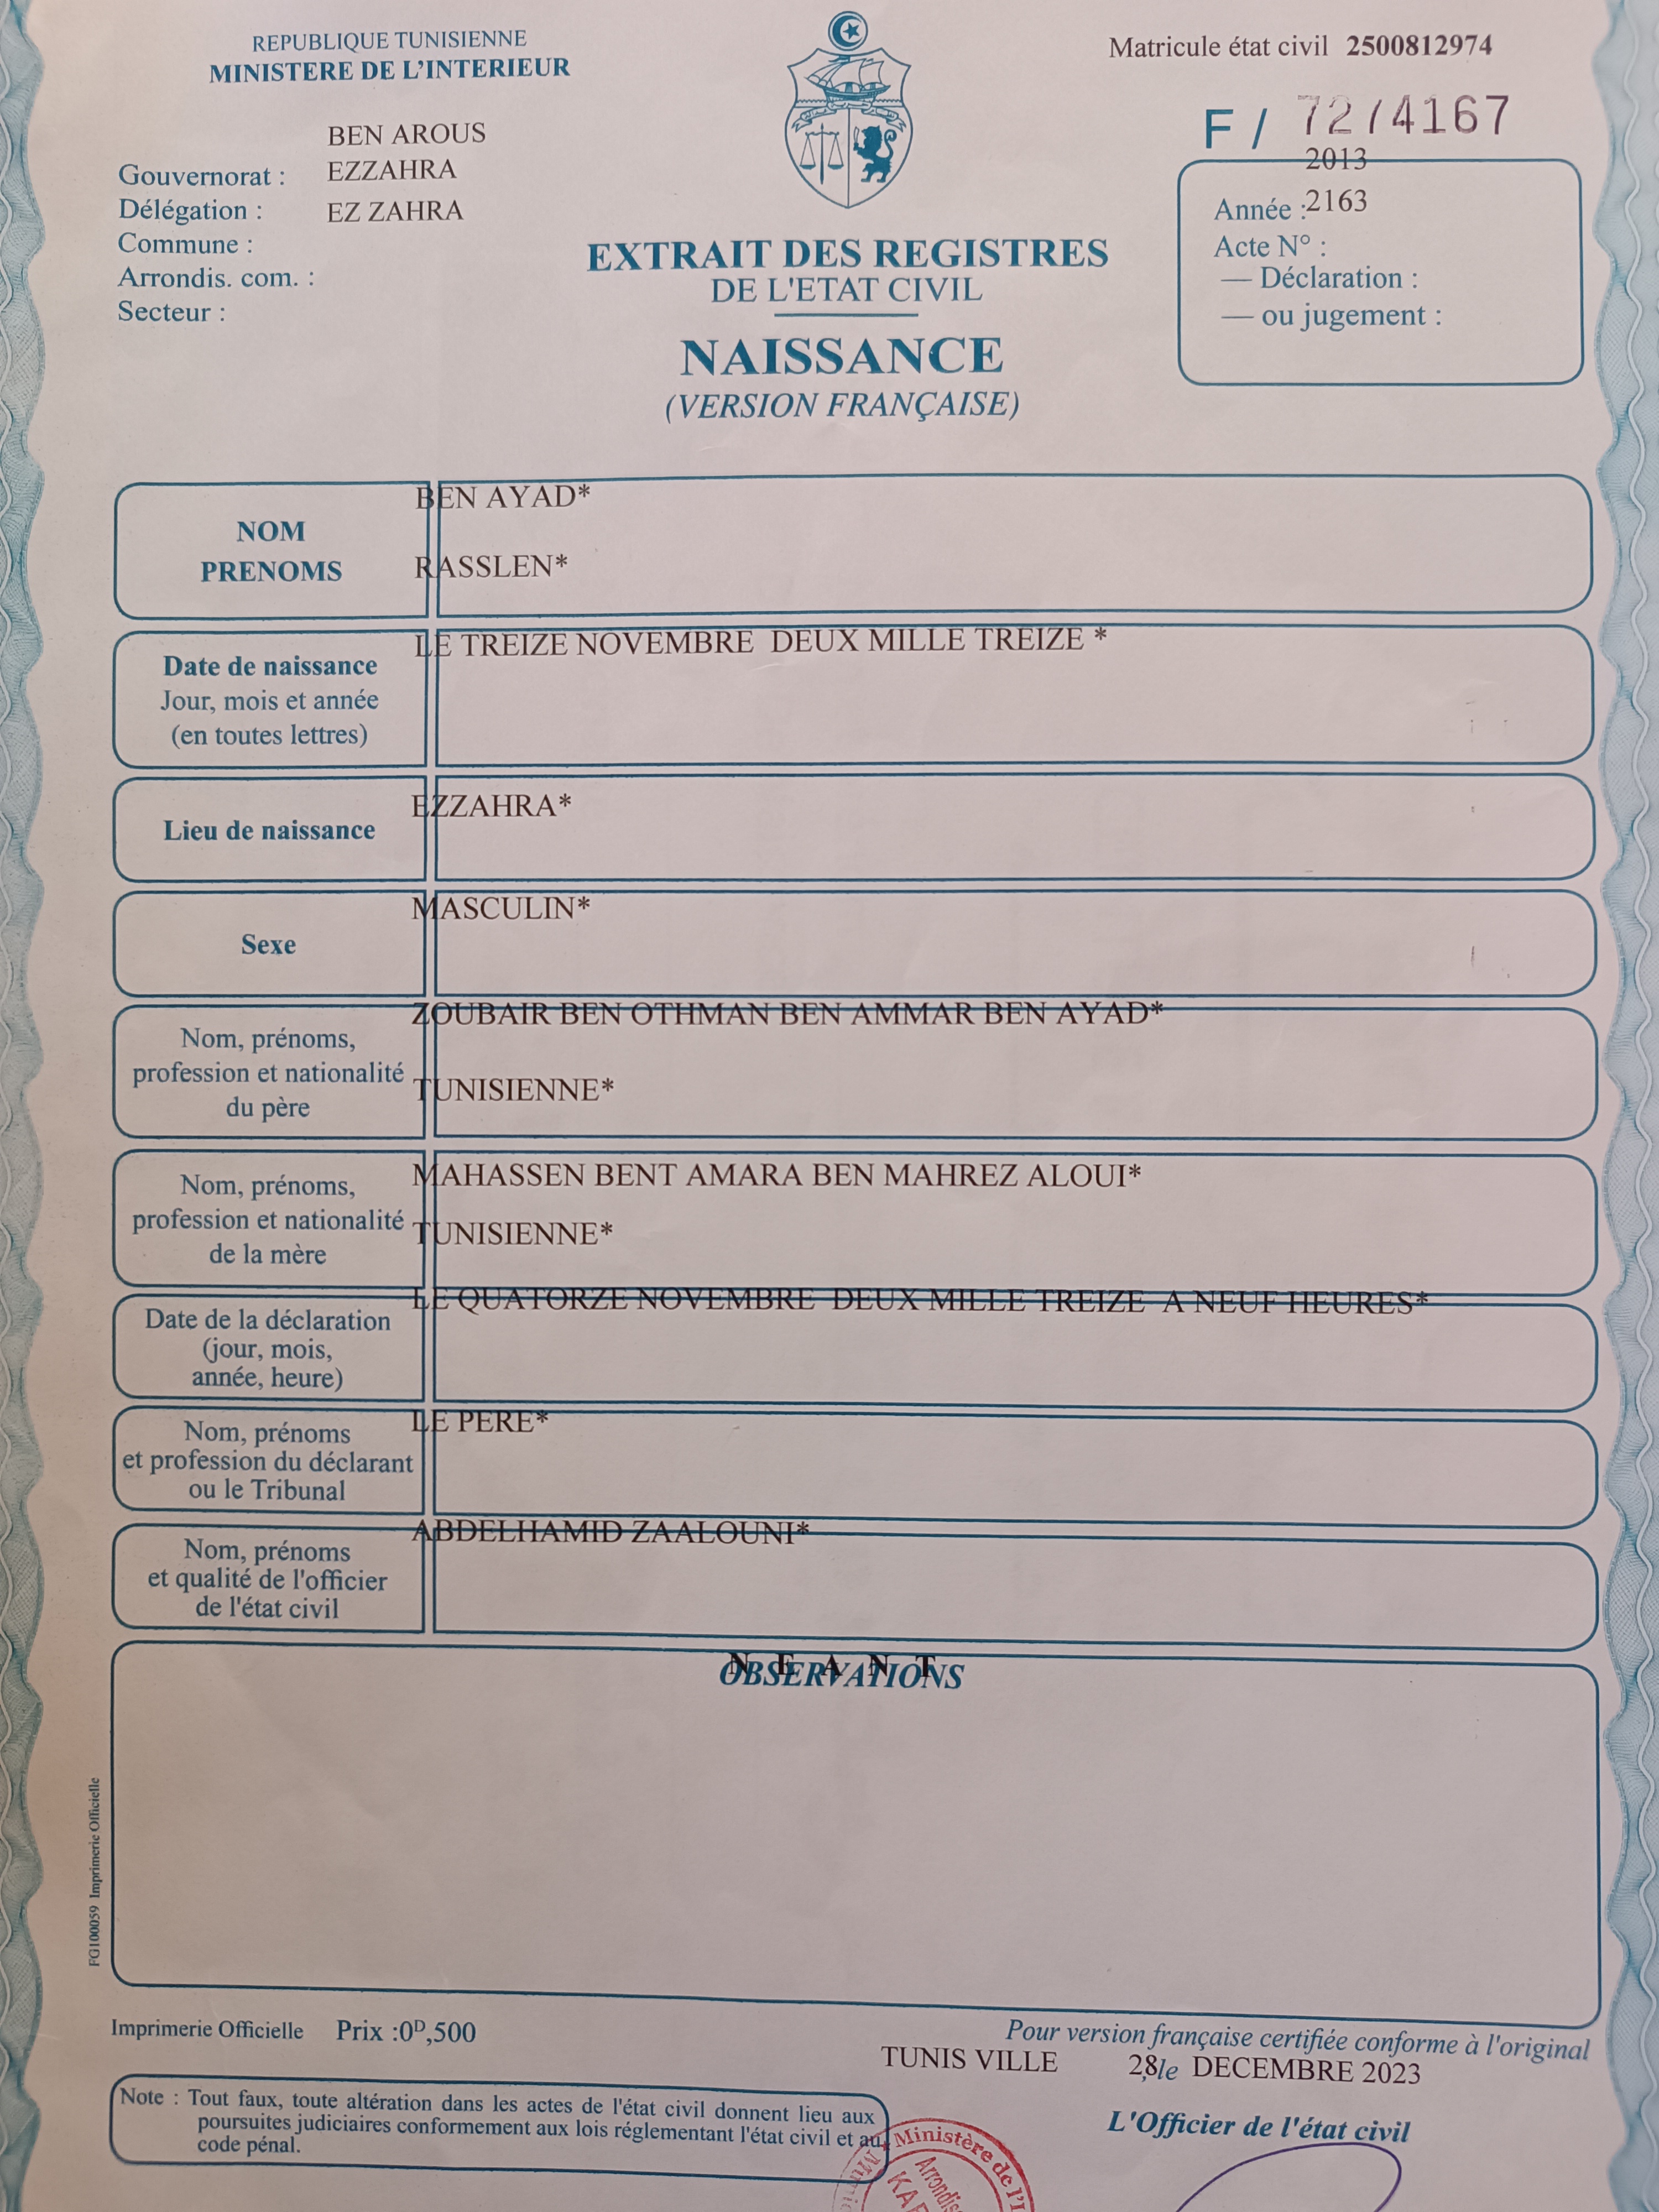 REPUBLIQUE TUNISIENNE
MINISTERE DE L'INTERIEUR
Matricule état civil 2500812974
F / 72/4167
BEN AROUS
Gouvernorat : EZZAHRA
Délégation : EZ ZAHRA
Commune :
Arrondis. com. :
Secteur :
2013
Année :2163
Acte N° :
— Déclaration :
— ou jugement :
EXTRAIT DES REGISTRES
DE L'ETAT CIVIL
NAISSANCE
(VERSION FRANÇAISE)
NOM
PRENOMS
BEN AYAD*
RASSLEN*
Date de naissance
Jour, mois et année
(en toutes lettres)
LE TREIZE NOVEMBRE DEUX MILLE TREIZE *
Lieu de naissance
EZZAHRA*
Sexe
MASCULIN*
Nom, prénoms,
profession et nationalité
du père
ZOUBAIR BEN OTHMAN BEN AMMAR BEN AYAD*
TUNISIENNE*
Nom, prénoms,
profession et nationalité
de la mère
MAHASSEN BENT AMARA BEN MAHREZ ALOUI*
TUNISIENNE*
Date de la déclaration
(jour, mois,
année, heure)
LE QUATORZE NOVEMBRE DEUX MILLE TREIZE A NEUF HEURES*
Nom, prénoms
et profession du déclarant
ou le Tribunal
LE PERE*
Nom, prénoms
et qualité de l'officier
de l'état civil
ABDELHAMID ZAALOUNI*
OBSERVATIONS
N E A N T
FG100059 Imprimerie Officielle
Imprimerie Officielle Prix :0D,500
Pour version française certifiée conforme à l'original
TUNIS VILLE 28,le DECEMBRE 2023
Note : Tout faux, toute altération dans les actes de l'état civil donnent lieu aux
poursuites judiciaires conformement aux lois réglementant l'état civil et au
code pénal.
L'Officier de l'état civil
Ministère de l'I
Arrondis